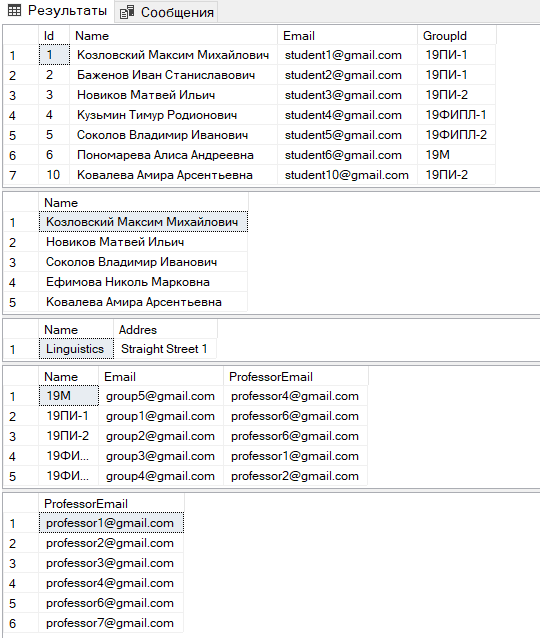 Результаты Сообщения
Id Name Email GroupId
1 1 Козловский Максим Михайлович student1@gmail.com 19ПИ-1
2 2 Баженов Иван Станиславович student2@gmail.com 19ПИ-1
3 3 Новиков Матвей Ильич student3@gmail.com 19ПИ-2
4 4 Кузьмин Тимур Родионович student4@gmail.com 19ФИПЛ-1
5 5 Соколов Владимир Иванович student5@gmail.com 19ФИПЛ-2
6 6 Пономарева Алиса Андреевна student6@gmail.com 19М
7 10 Ковалева Амира Арсентьевна student10@gmail.com 19ПИ-2
Name
1 Козловский Максим Михайлович
2 Новиков Матвей Ильич
3 Соколов Владимир Иванович
4 Ефимова Николь Марковна
5 Ковалева Амира Арсентьевна
Name Addres
1 Linguistics Straight Street 1
Name Email ProfessorEmail
1 19М group5@gmail.com professor4@gmail.com
2 19ПИ-1 group1@gmail.com professor6@gmail.com
3 19ПИ-2 group2@gmail.com professor6@gmail.com
4 19ФИ... group3@gmail.com professor1@gmail.com
5 19ФИ... group4@gmail.com professor2@gmail.com
ProfessorEmail
1 professor1@gmail.com
2 professor2@gmail.com
3 professor3@gmail.com
4 professor4@gmail.com
5 professor6@gmail.com
6 professor7@gmail.com